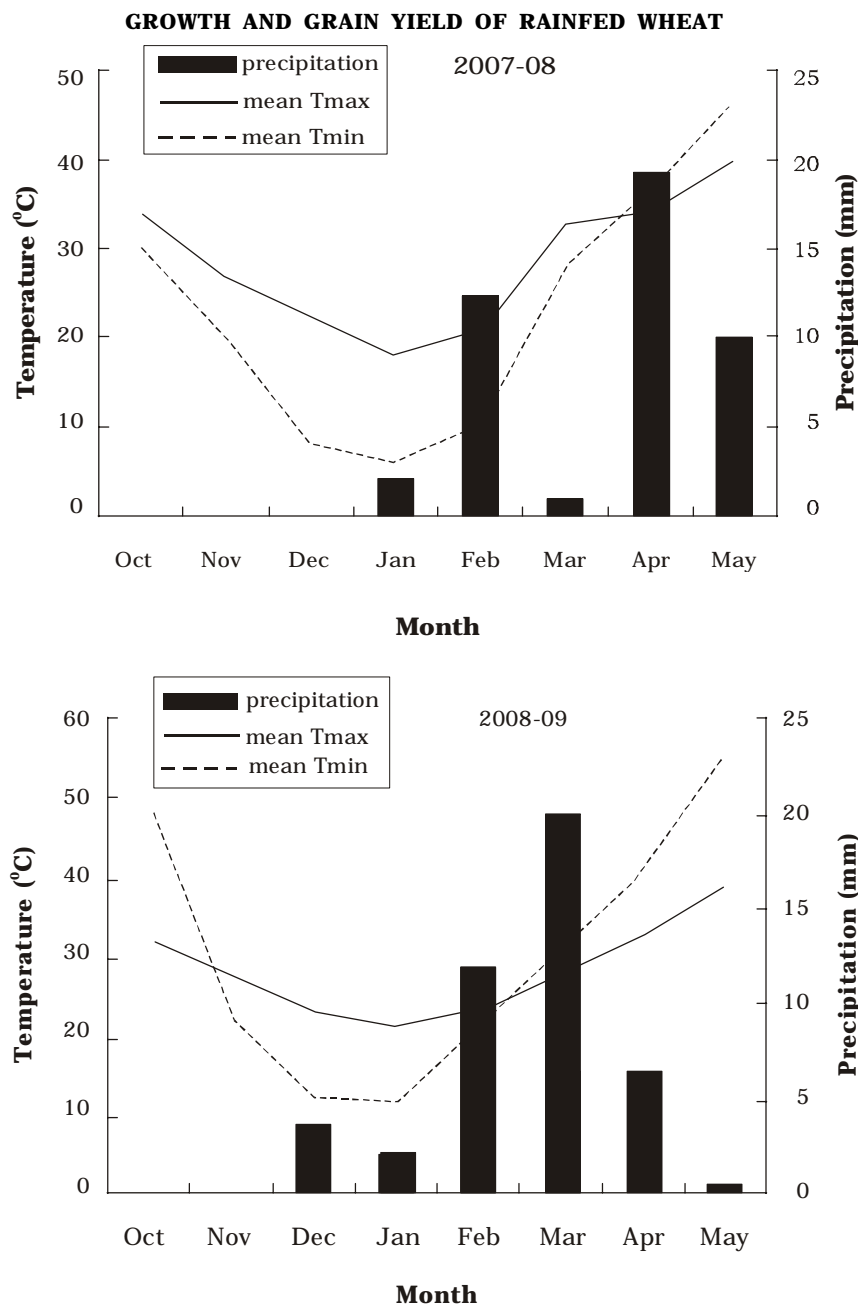 GROWTH AND GRAIN YIELD OF RAINFED WHEAT
precipitation
mean Tmax
mean Tmin
2007-08
50
40
30
20
10
0
Temperature (⁰C)
25
20
15
10
5
0
Precipitation (mm)
Oct Nov Dec Jan Feb Mar Apr May
Month
precipitation
mean Tmax
mean Tmin
2008-09
60
50
40
30
20
10
0
Temperature (⁰C)
25
20
15
10
5
0
Precipitation (mm)
Oct Nov Dec Jan Feb Mar Apr May
Month